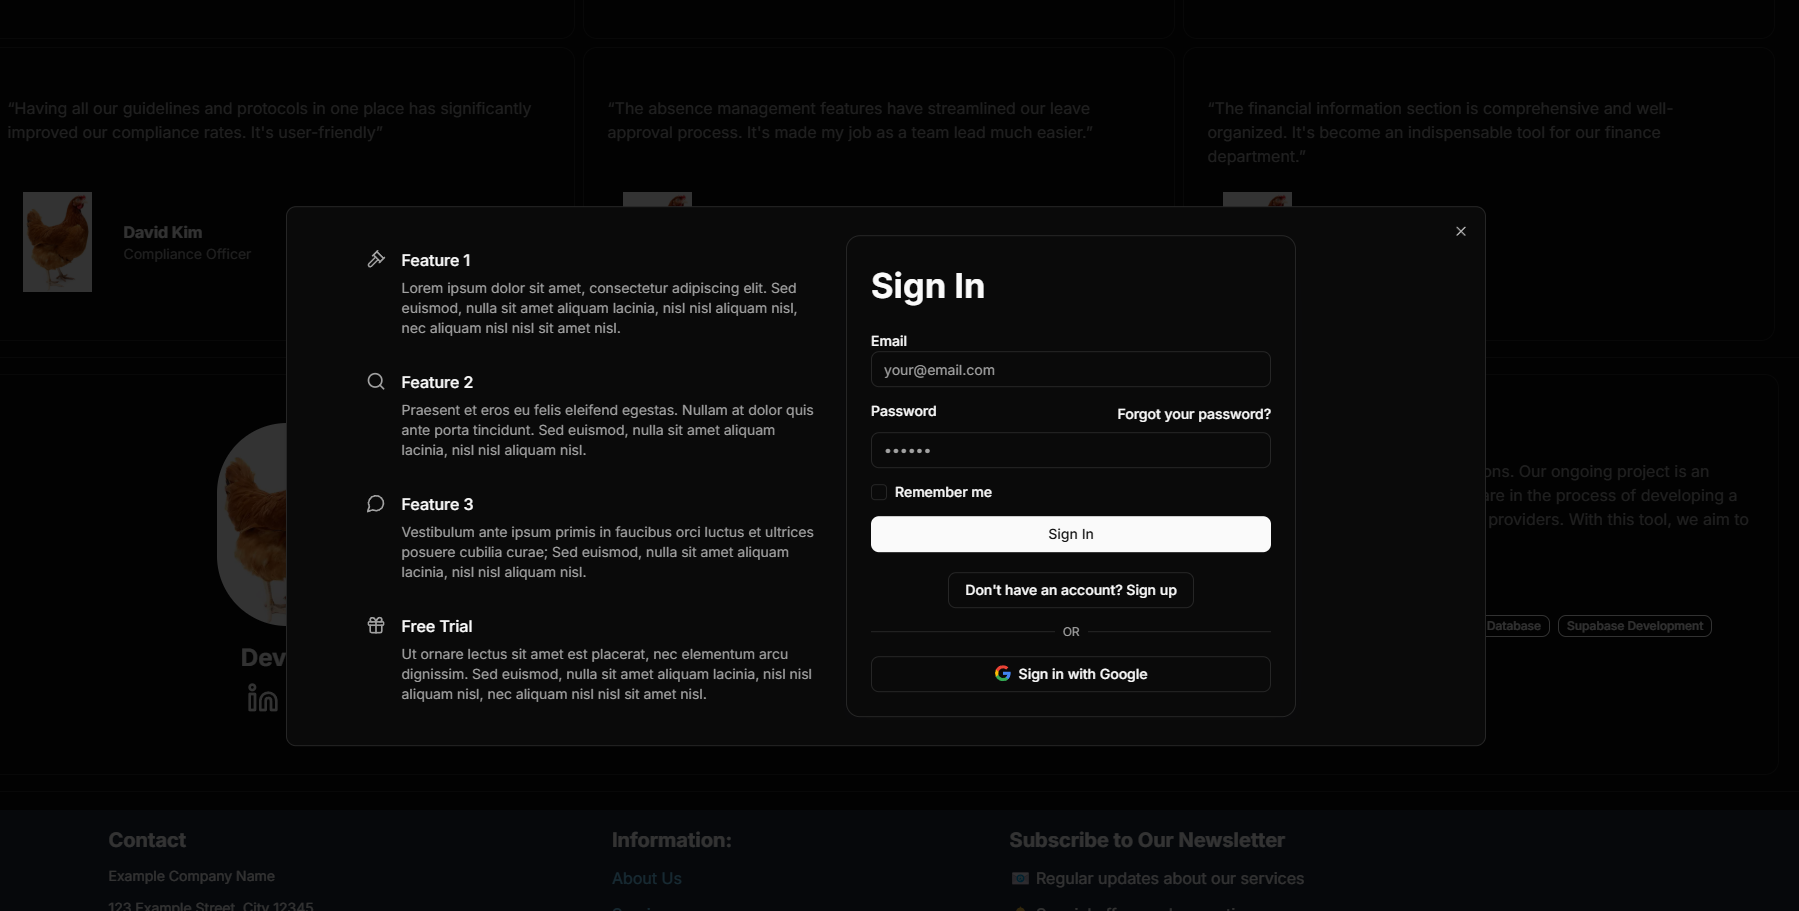 “Having all our guidelines and protocols in one place has significantly
improved our compliance rates. It's user-friendly”
David Kim
Compliance Officer
“The absence management features have streamlined our leave
approval process. It's made my job as a team lead much easier.”
“The financial information section is comprehensive and well-
organized. It's become an indispensable tool for our finance
department.”
Feature 1
Lorem ipsum dolor sit amet, consectetur adipiscing elit. Sed
euismod, nulla sit amet aliquam lacinia, nisl nisl aliquam nisl,
nec aliquam nisl nisl sit amet nisl.
Feature 2
Praesent et eros eu felis eleifend egestas. Nullam at dolor quis
ante porta tincidunt. Sed euismod, nulla sit amet aliquam
lacinia, nisl nisl aliquam nisl.
Feature 3
Vestibulum ante ipsum primis in faucibus orci luctus et ultrices
posuere cubilia curae; Sed euismod, nulla sit amet aliquam
lacinia, nisl nisl aliquam nisl.
Free Trial
Ut ornare lectus sit amet est placerat, nec elementum arcu
dignissim. Sed euismod, nulla sit amet aliquam lacinia, nisl nisl
aliquam nisl, nec aliquam nisl nisl sit amet nisl.
Sign In
Email
your@email.com
Password
Forgot your password?
••••••
Remember me
Sign In
Don't have an account? Sign up
OR
Sign in with Google
Dev
in
ons. Our ongoing project is an
are in the process of developing a
providers. With this tool, we aim to
Database
Supabase Development
Contact
Example Company Name
123 Example Street, City 12345
Information:
About Us
Subscribe to Our Newsletter
Regular updates about our services